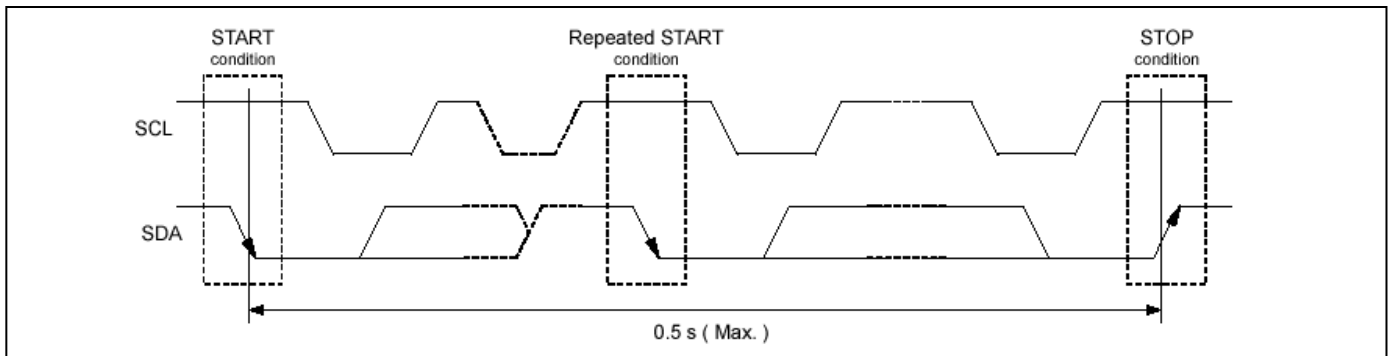 START
condition
Repeated START
condition
STOP
condition
SCL
SDA
0.5 s ( Max. )